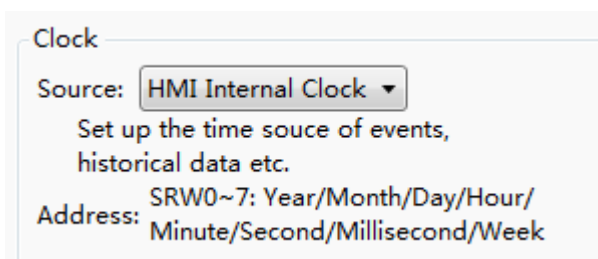 Clock
Source: HMI Internal Clock
Set up the time souce of events,
historical data etc.
Address: SRW0~7: Year/Month/Day/Hour/
Minute/Second/Millisecond/Week